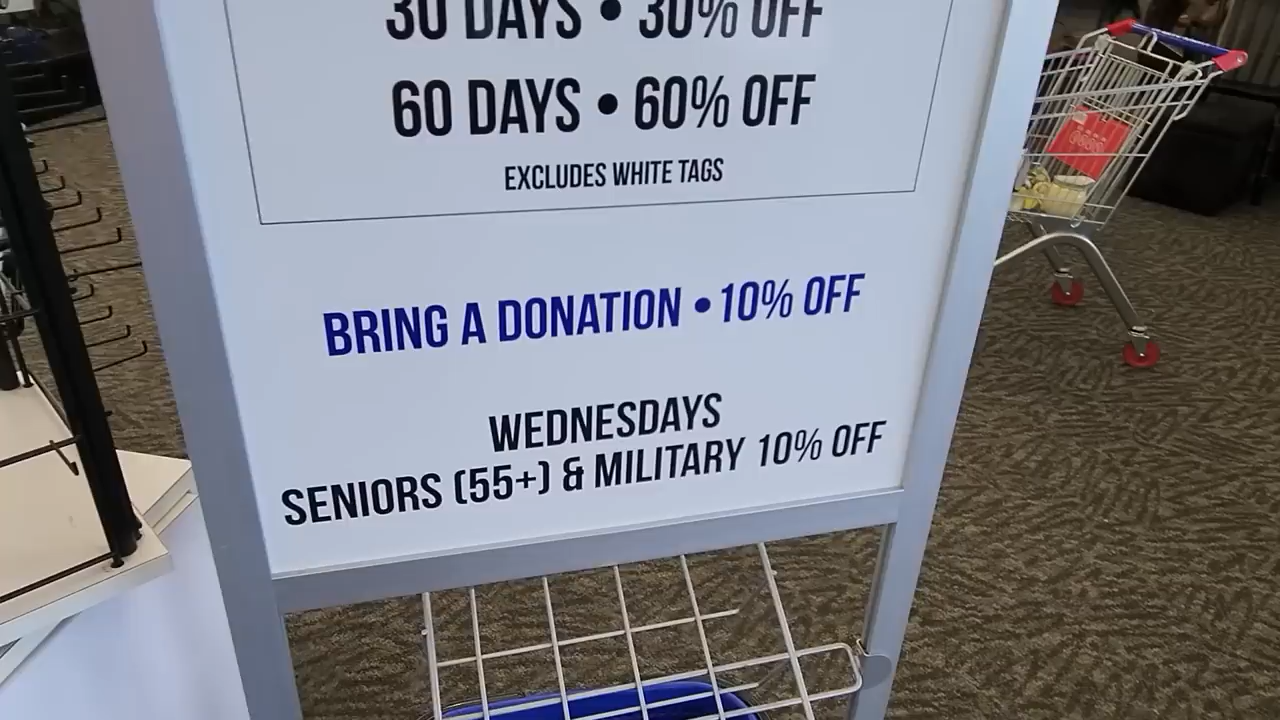 30 DAYS • 30% OFF
60 DAYS • 60% OFF
EXCLUDES WHITE TAGS
BRING A DONATION • 10% OFF
WEDNESDAYS
SENIORS (55+) & MILITARY 10% OFF